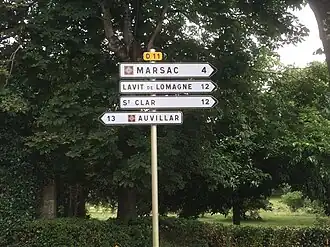 D 11
MARSAC 4
LAVIT DE LOMAGNE 12
ST CLAR 12
13 AUVILLAR